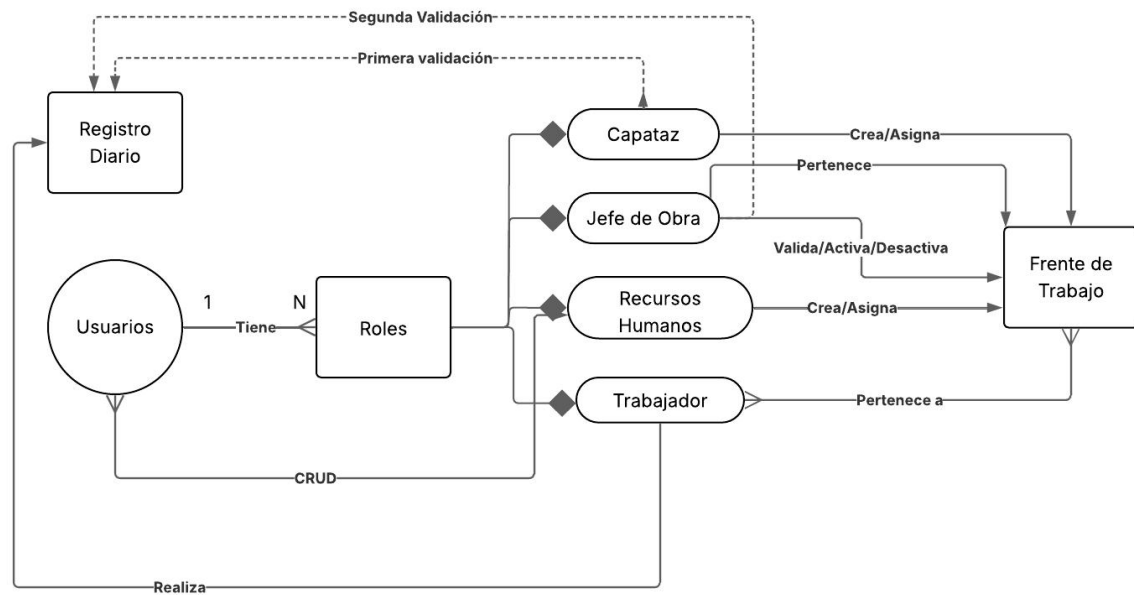 Segunda Validación
Primera validación
Registro
Diario
Capataz
Crea/Asigna
Pertenece
Jefe de Obra
Valida/Activa/Desactiva
Frente de
Trabajo
Usuarios
1
Tiene
N
Roles
Recursos
Humanos
Crea/Asigna
Trabajador
Pertenece a
CRUD
Realiza